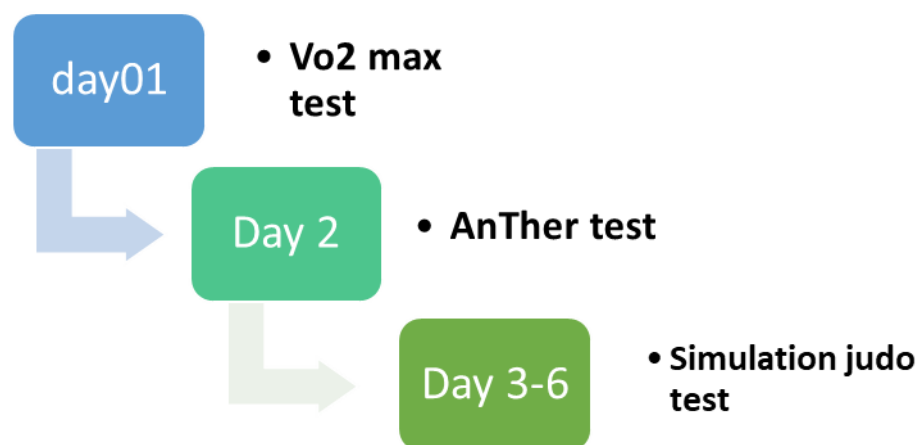 day01
• Vo2 max
test
Day 2
• AnTher test
Day 3-6
• Simulation judo
test